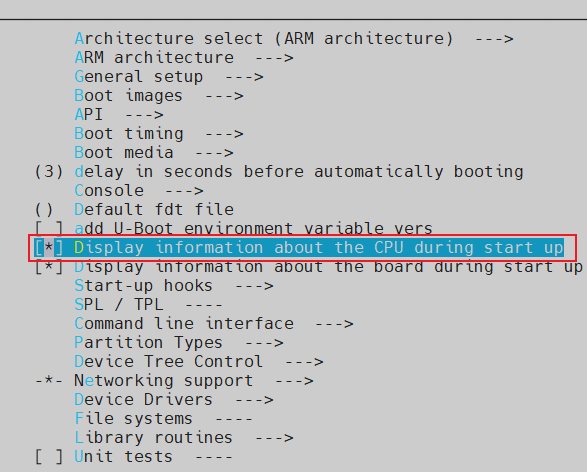 Architecture select (ARM architecture)  --->
ARM architecture  --->
General setup  --->
Boot images  --->
API  --->
Boot timing  --->
Boot media  --->
(3) delay in seconds before automatically booting
Console  --->
() Default fdt file
[ ] add U-Boot environment variable vers
[*] Display information about the CPU during start up
[*] Display information about the board during start up
Start-up hooks  --->
SPL / TPL  ----
Command line interface  --->
Partition Types  --->
Device Tree Control  --->
-*- Networking support  --->
Device Drivers  --->
File systems  ----
Library routines  --->
[ ] Unit tests  ----